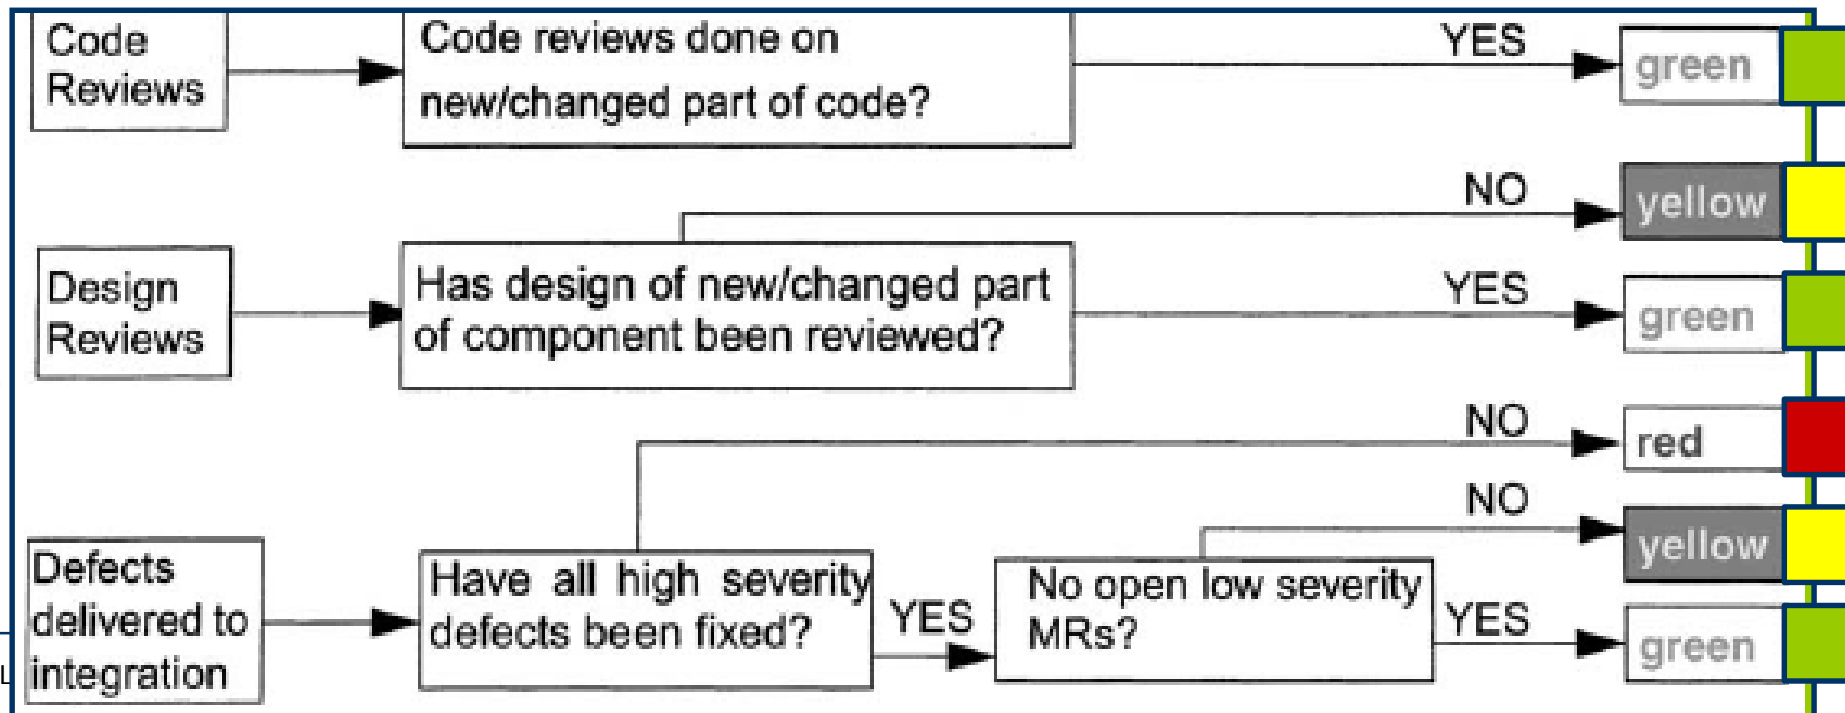 Code
Reviews
Code reviews done on
new/changed part of code?
YES
green
NO
yellow
Design
Reviews
Has design of new/changed part
of component been reviewed?
YES
green
NO
red
NO
yellow
Defects
delivered to
integration
Have all high severity
defects been fixed?
YES
No open low severity
MRs?
YES
green
L